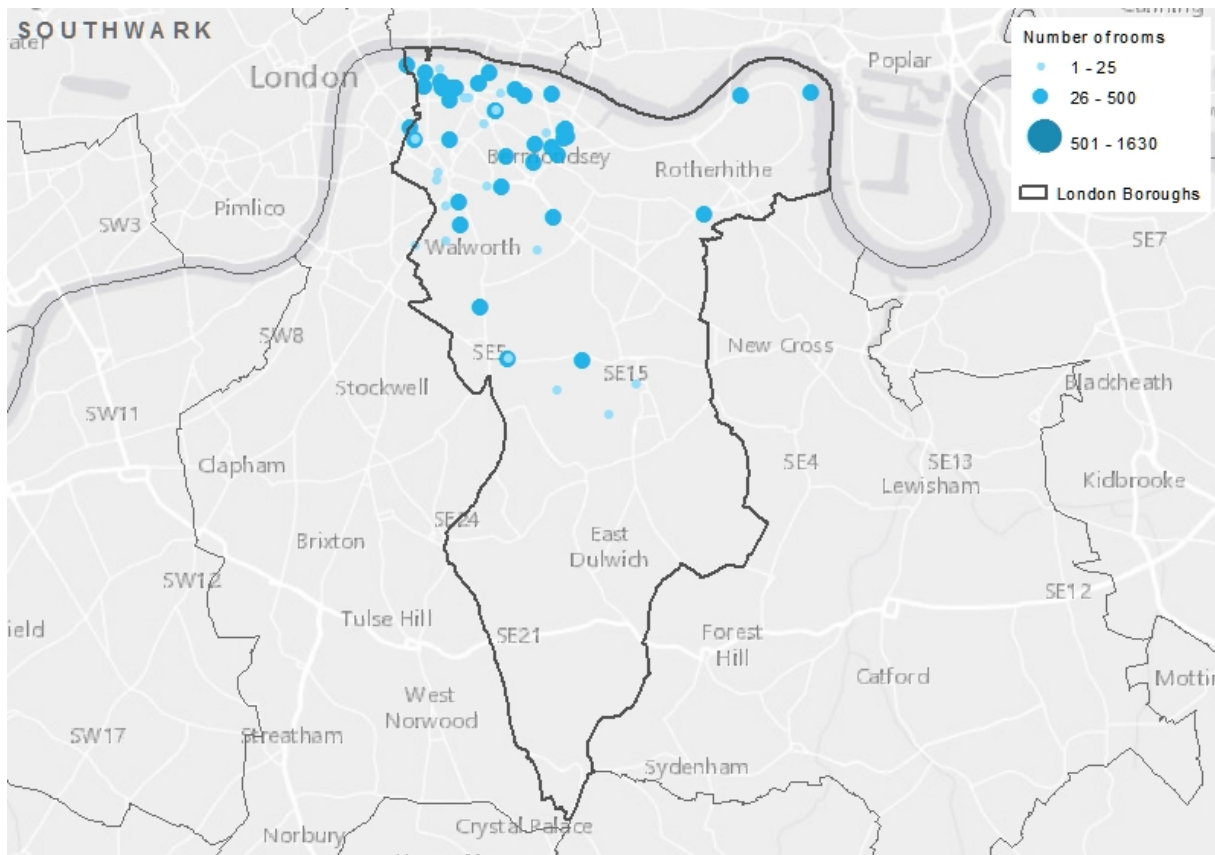 SOUTHWARK
London
Poplar
Number of rooms
1 - 25
26 - 500
501 - 1630
London Boroughs
Bermondsey
Rotherhithe
Pimlico
SW3
Walworth
SE7
SW8
SE5
New Cross
SE15
Stockwell
Blackheath
SW11
Clapham
SE4
SE13
Lewisham
Kidbrooke
SE24
Brixton
East
Dulwich
SW12
SE12
Tulse Hill
SE21
Forest
Hill
ield
Catford
Mottin
West
Norwood
SW17
Streatham
Sydenham
Norbury
Crystal Palace